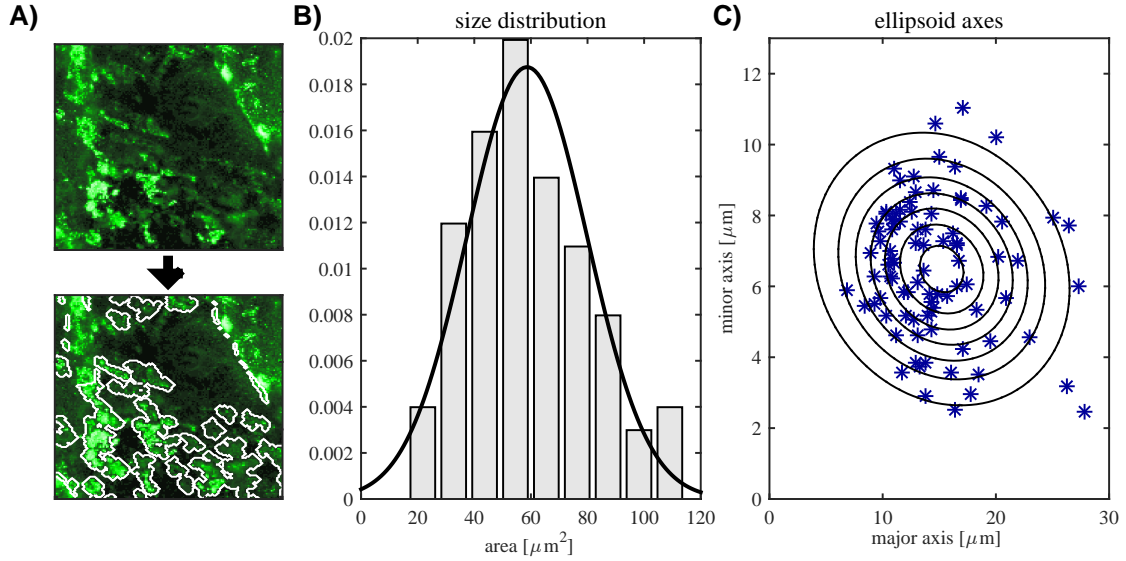 A)
B)
size distribution
0.02
0.018
0.016
0.014
0.012
0.01
0.008
0.006
0.004
0.002
0
0 20 40 60 80 100 120
area [μm²]
C)
ellipsoid axes
minor axis [μm]
12
10
8
6
4
2
0
0 10 20 30
major axis [μm]